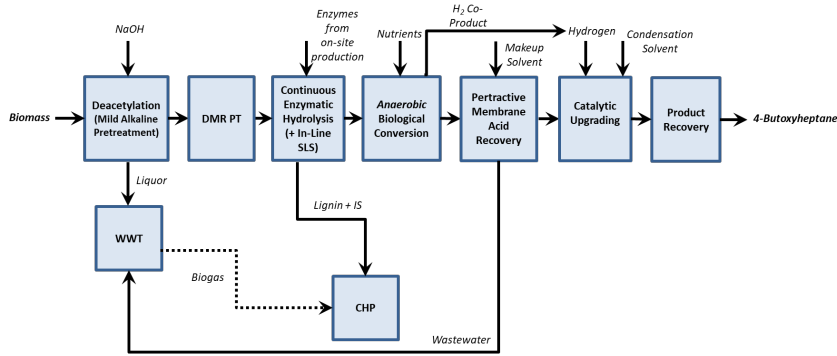 NaOH
Enzymes
from
on-site
production
Nutrients
H2 Co-
Product
Makeup
Solvent
Hydrogen
Condensation
Solvent
Biomass
Deacetylation
(Mild Alkaline
Pretreatment)
DMR PT
Continuous
Enzymatic
Hydrolysis
(+ In-Line
SLS)
Anaerobic
Biological
Conversion
Pertractive
Membrane
Acid
Recovery
Catalytic
Upgrading
Product
Recovery
4-Butoxyheptane
Liquor
Lignin + IS
WWT
Biogas
CHP
Wastewater